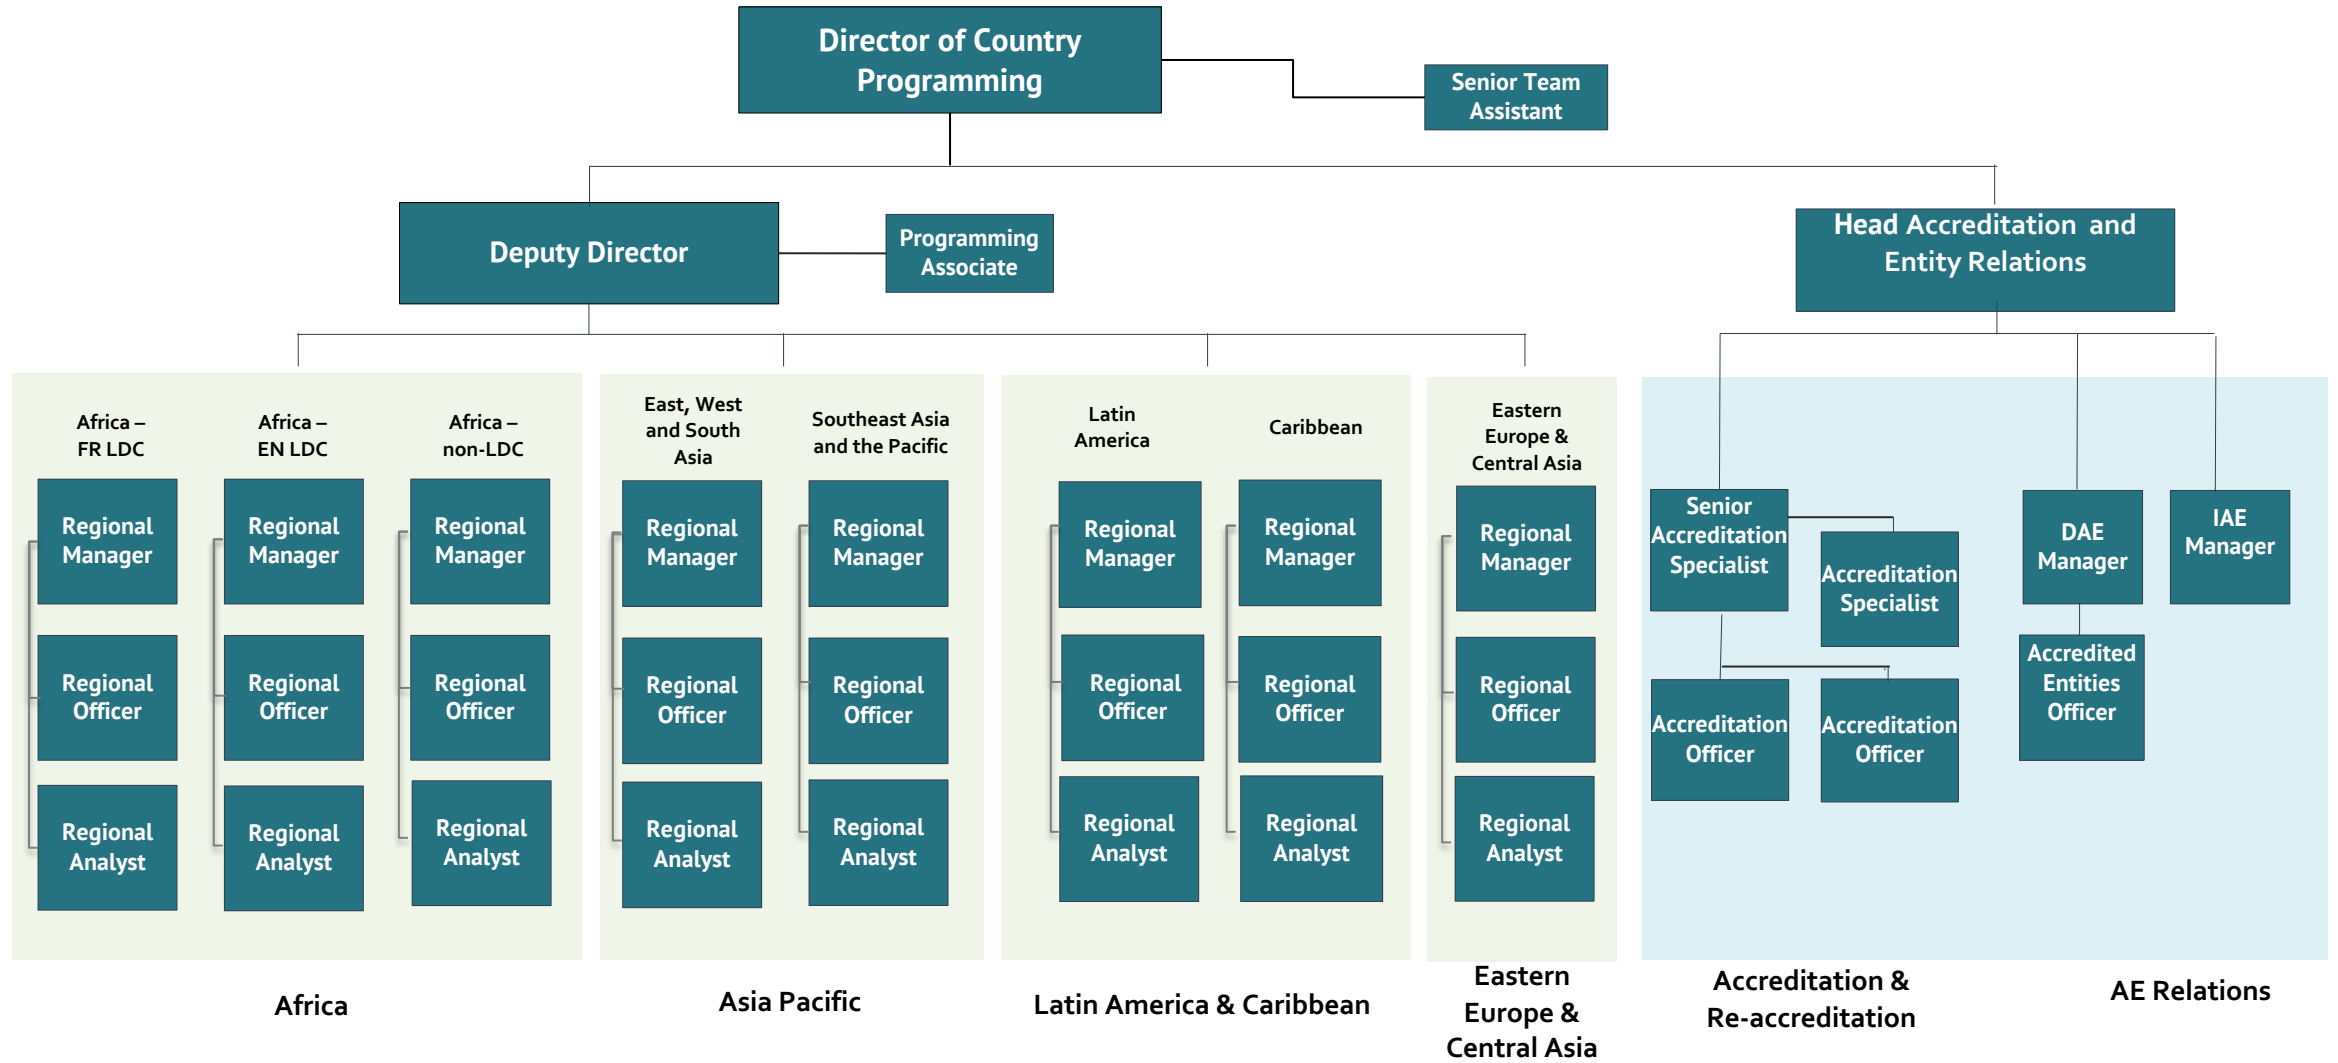 Director of Country
Programming
Senior Team
Assistant
Deputy Director
Programming
Associate
Head Accreditation and
Entity Relations
Africa –
FR LDC
Regional
Manager
Regional
Officer
Regional
Analyst
Africa –
EN LDC
Regional
Manager
Regional
Officer
Regional
Analyst
Africa –
non-LDC
Regional
Manager
Regional
Officer
Regional
Analyst
Africa
East, West
and South
Asia
Regional
Manager
Regional
Officer
Regional
Analyst
Southeast Asia
and the Pacific
Regional
Manager
Regional
Officer
Regional
Analyst
Asia Pacific
Latin
America
Regional
Manager
Regional
Officer
Regional
Analyst
Caribbean
Regional
Manager
Regional
Officer
Regional
Analyst
Latin America & Caribbean
Eastern
Europe &
Central Asia
Regional
Manager
Regional
Officer
Regional
Analyst
Eastern
Europe &
Central Asia
Senior
Accreditation
Specialist
Accreditation
Specialist
Accreditation
Officer
Accreditation
Officer
Accreditation &
Re-accreditation
DAE
Manager
Accredited
Entities
Officer
IAE
Manager
AE Relations